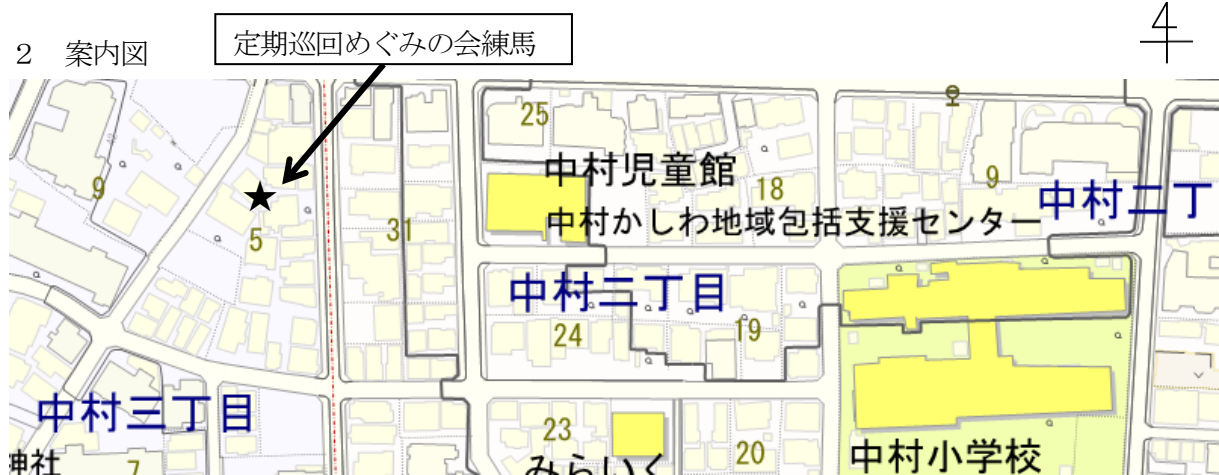 2 案内図
定期巡回めぐみの会練馬
25
中村児童館
9
18
9
中村二丁
中村かしわ地域包括支援センター
5
31
中村二丁目
24
19
中村三丁目
23
20
中村小学校
神社
7
みらいく